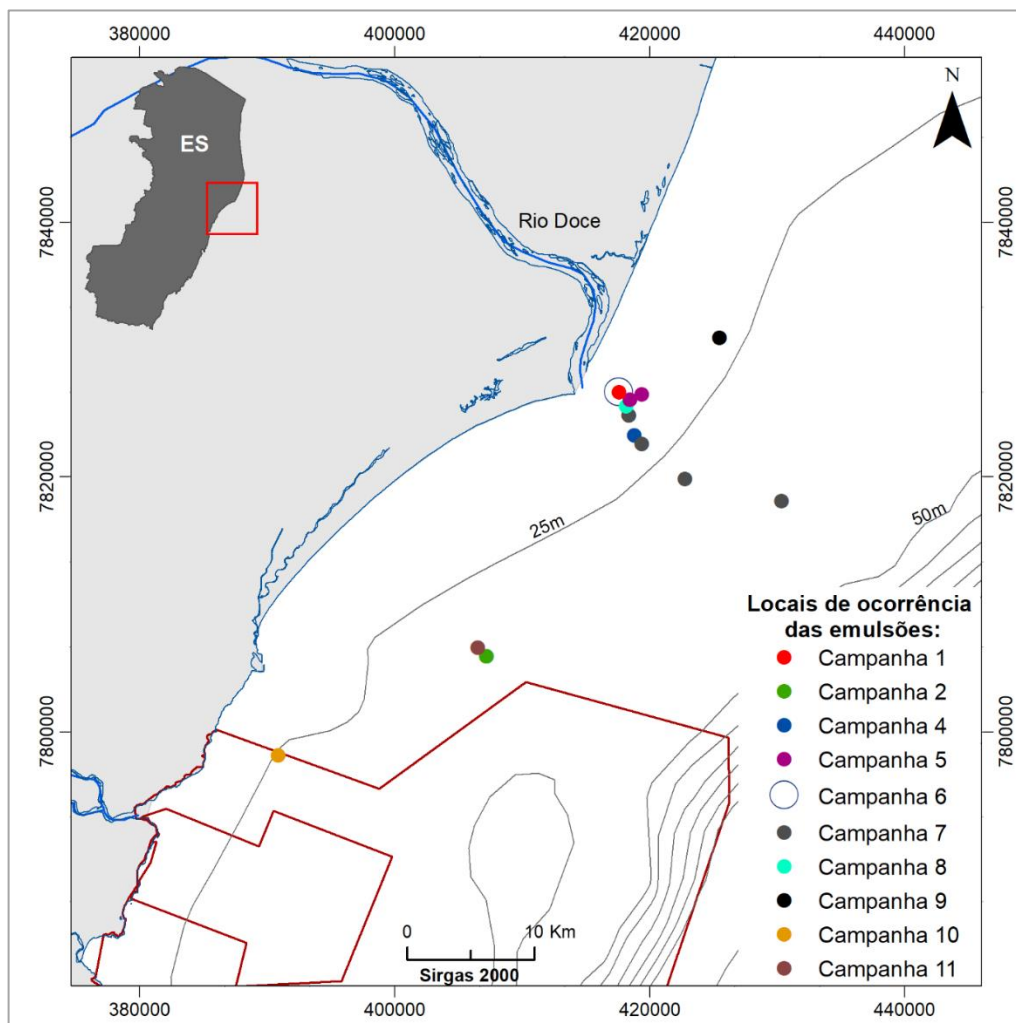 380000 400000 420000 440000
N
ES
7840000 7840000
Rio Doce
7820000 7820000
25m
50m
7800000 7800000
Locais de ocorrência
das emulsões:
Campanha 1
Campanha 2
Campanha 4
Campanha 5
Campanha 6
Campanha 7
Campanha 8
Campanha 9
Campanha 10
Campanha 11
0 10 Km
Sirgas 2000
380000 400000 420000 440000